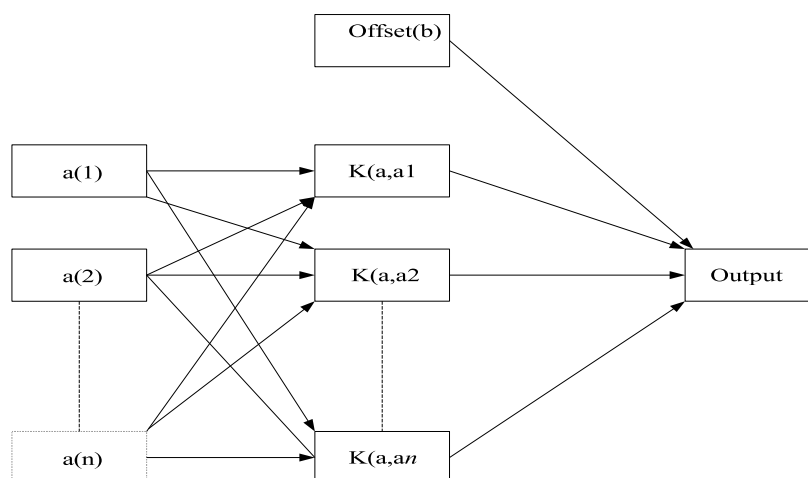 Offset(b)
a(1)
K(a,a1
a(2)
K(a,a2
Output
a(n)
K(a,an